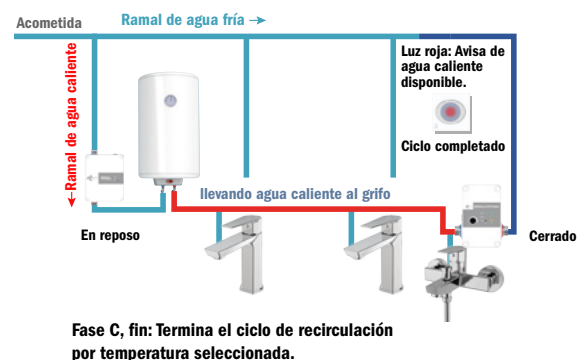 Acometida
Ramal de agua fría →
←Ramal de agua caliente
Luz roja: Avisa de
agua caliente
disponible.
Ciclo completado
llevando agua caliente al grifo
En reposo
Cerrado
Fase C, fin: Termina el ciclo de recirculación
por temperatura seleccionada.